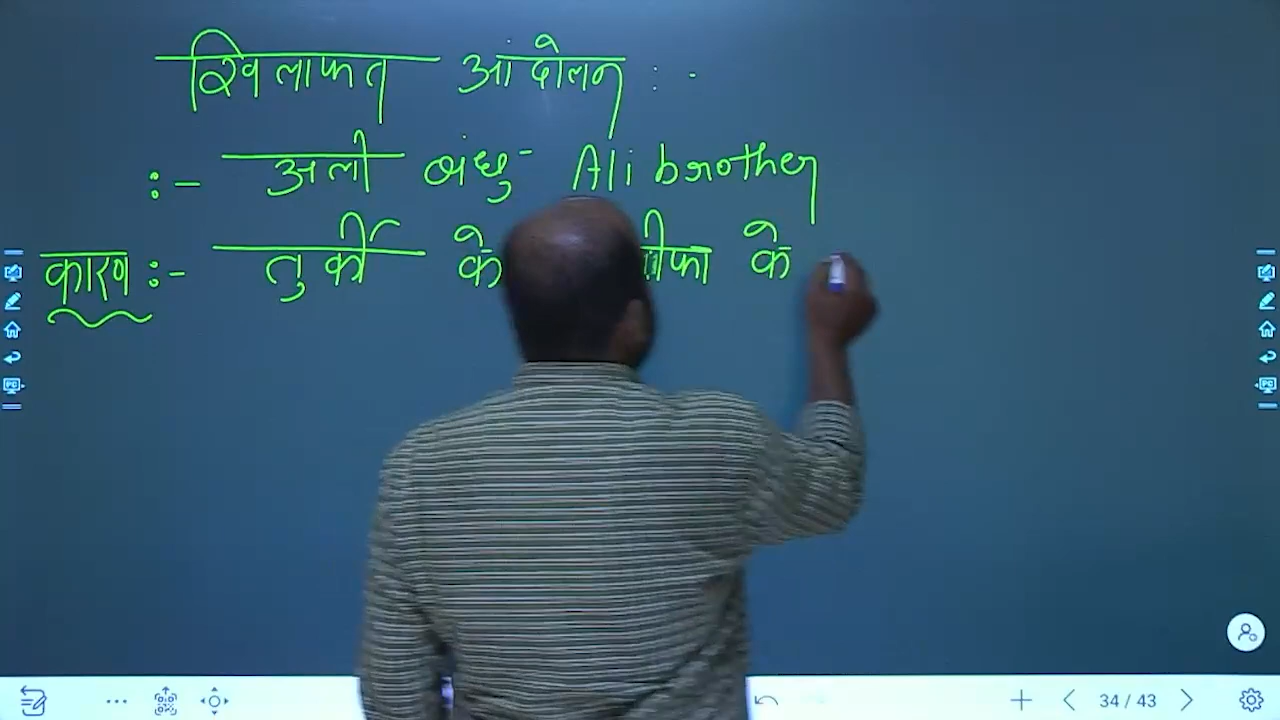 खिलाफत आंदोलन :-
:- अली बंधु - Ali brother
कारण :- तुर्की के के
34 / 43